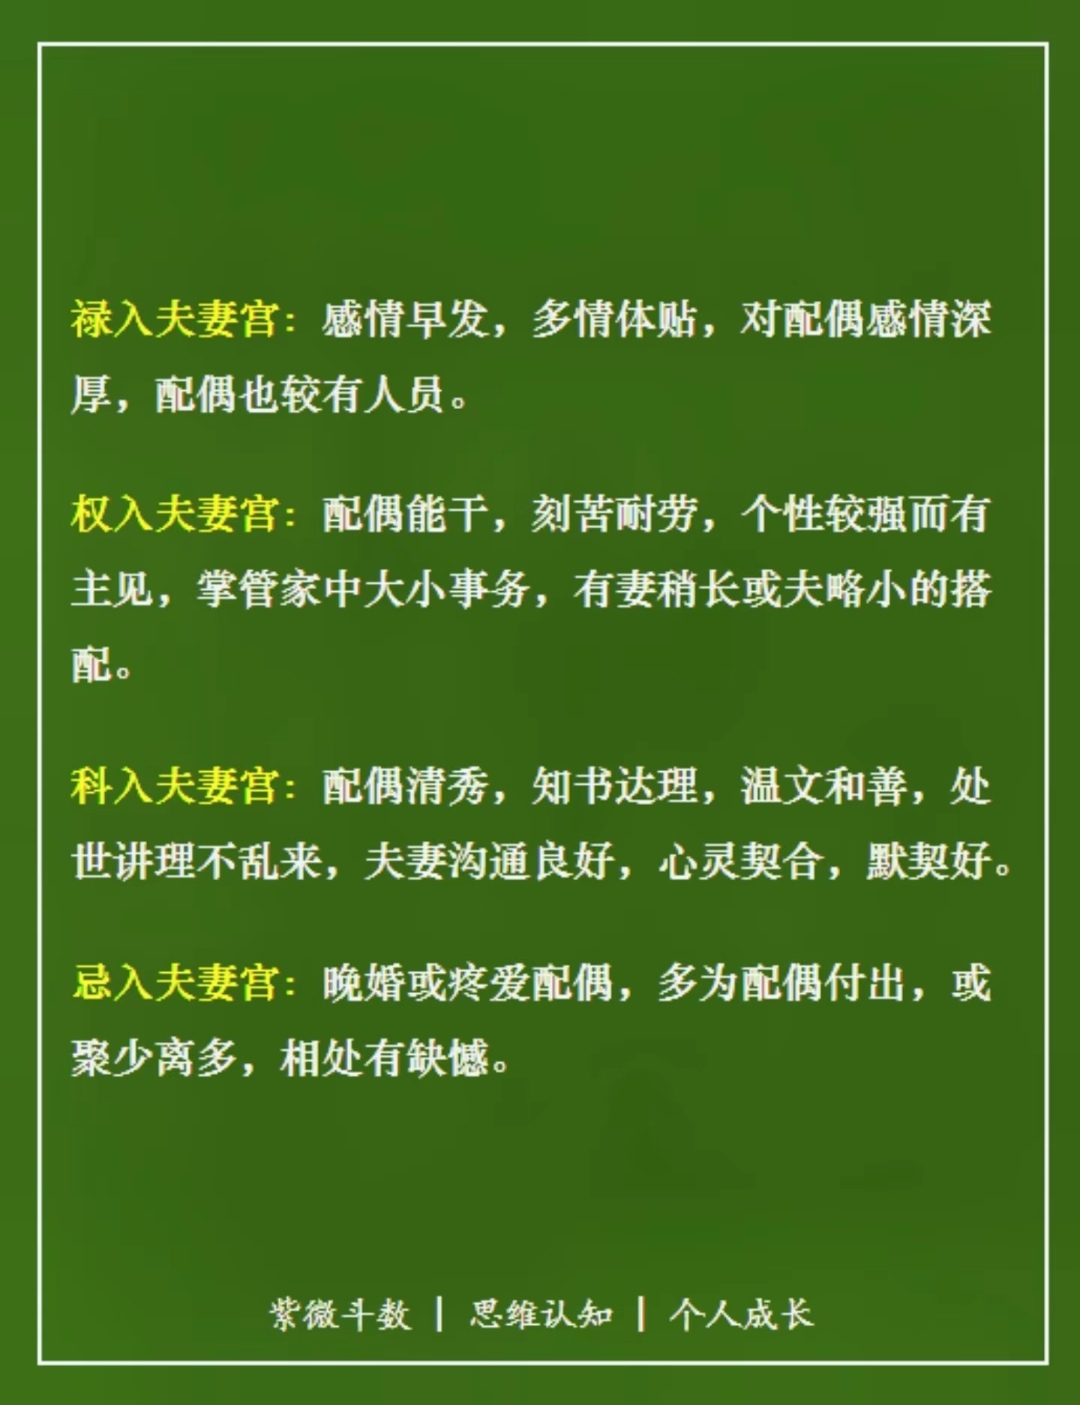 禄入夫妻宫：感情早发，多情体贴，对配偶感情深
厚，配偶也较有人员。
权入夫妻宫：配偶能干，刻苦耐劳，个性较强而有
主见，掌管家中大小事务，有妻稍长或夫略小的搭
配。
科入夫妻宫：配偶清秀，知书达理，温文和善，处
世讲理不乱来，夫妻沟通良好，心灵契合，默契好。
忌入夫妻宫：晚婚或疼爱配偶，多为配偶付出，或
聚少离多，相处有缺憾。
紫微斗数 | 思维认知 | 个人成长